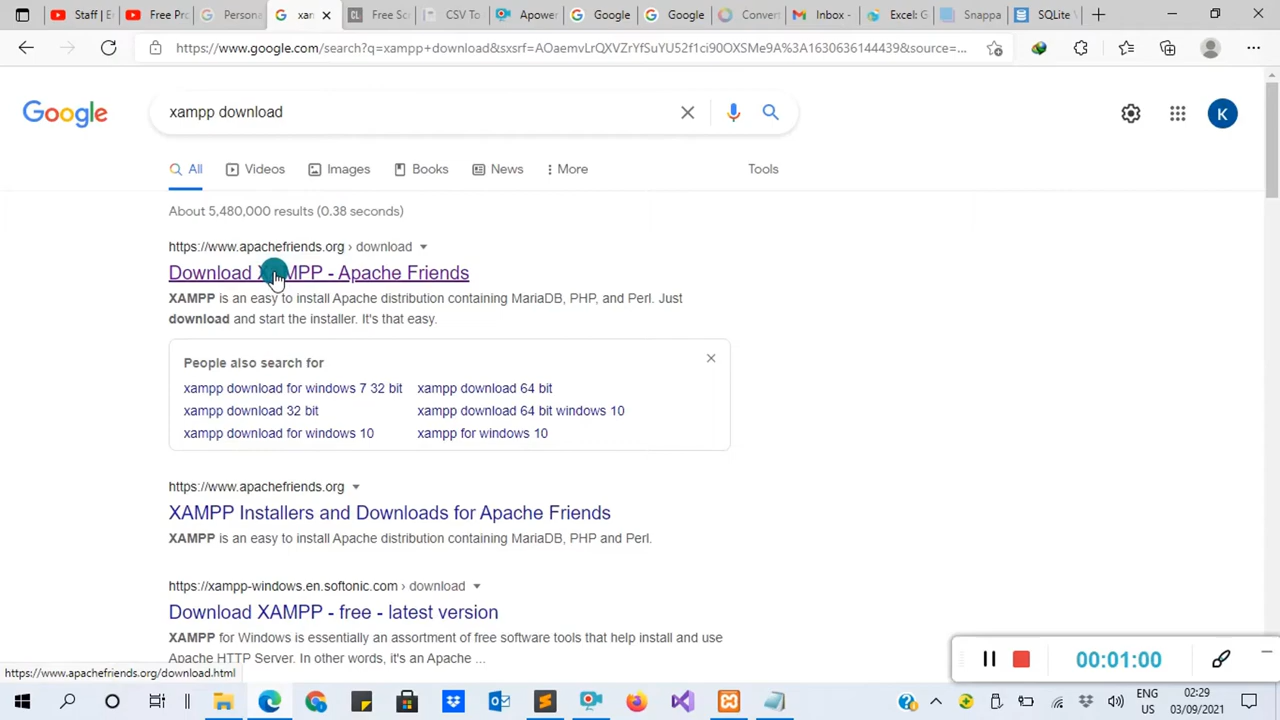 Staff | E
Free Pro
Persona
xan
Free Sc
CSV To
Apower
Google
Google
Convert
Inbox -
Excel: G
Snappa
SQLite
https://www.google.com/search?q=xampp+download&sxsrf=AOaemvLrQXVZrYfSuYU52f1ci90OXSMe9A%3A1630636144439&source=...
Google
xampp download
K
All
Videos
Images
Books
News
More
Tools
About 5,480,000 results (0.38 seconds)
https://www.apachefriends.org › download
Download XAMPP - Apache Friends
XAMPP is an easy to install Apache distribution containing MariaDB, PHP, and Perl. Just
download and start the installer. It's that easy.
People also search for
xampp download for windows 7 32 bit
xampp download 64 bit
xampp download 32 bit
xampp download 64 bit windows 10
xampp download for windows 10
xampp for windows 10
https://www.apachefriends.org
XAMPP Installers and Downloads for Apache Friends
XAMPP is an easy to install Apache distribution containing MariaDB, PHP and Perl.
https://xampp-windows.en.softonic.com › download
Download XAMPP - free - latest version
XAMPP for Windows is essentially an assortment of free software tools that help install and use
Apache HTTP Server. In other words, it's an Apache ...
00:01:00
https://www.apachefriends.org/download.html
ENG
US
02:29
03/09/2021